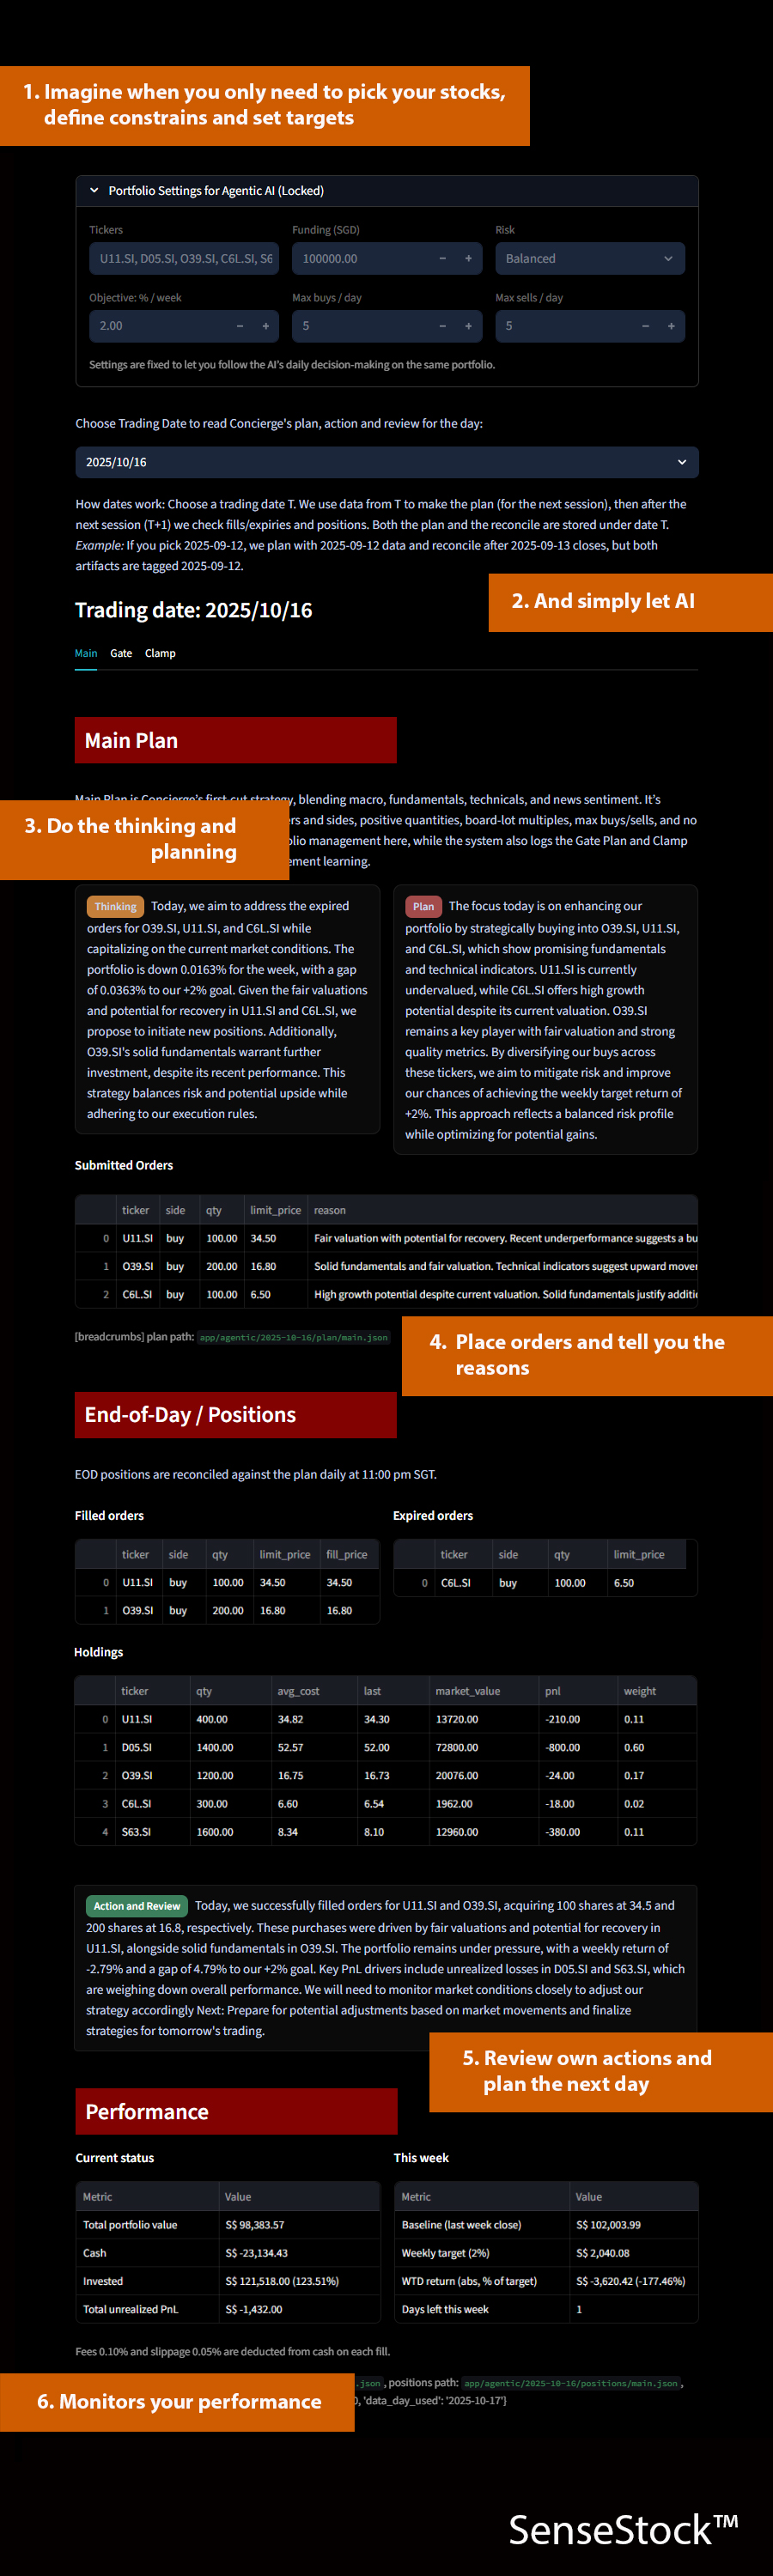 1. Imagine when you only need to pick your stocks,
define constrains and set targets
Portfolio Settings for Agentic AI (Locked)
Tickers Funding (SGD) Risk
U11.SI, D05.SI, O39.SI, C6L.SI, S6 100000.00 − + Balanced
Objective: % / week Max buys / day Max sells / day
2.00 − + 5 − + 5 − +
Settings are fixed to let you follow the AI's daily decision-making on the same portfolio.
Choose Trading Date to read Concierge's plan, action and review for the day:
2025/10/16
How dates work: Choose a trading date T. We use data from T to make the plan (for the next session), then after the
next session (T+1) we check fills/expiries and positions. Both the plan and the reconcile are stored under date T.
Example: If you pick 2025-09-12, we plan with 2025-09-12 data and reconcile after 2025-09-13 closes, but both
artifacts are tagged 2025-09-12.
2. And simply let AI
Trading date: 2025/10/16
Main Gate Clamp
Main Plan
Main Plan is Concierge's first-cut strategy, blending macro, fundamentals, technicals, and news sentiment. It's
3. Do the thinking and
planning
ers and sides, positive quantities, board-lot multiples, max buys/sells, and no
olio management here, while the system also logs the Gate Plan and Clamp
ement learning.
Thinking Today, we aim to address the expired
orders for O39.SI, U11.SI, and C6L.SI while
capitalizing on the current market conditions. The
portfolio is down 0.0163% for the week, with a gap
of 0.0363% to our +2% goal. Given the fair valuations
and potential for recovery in U11.SI and C6L.SI, we
propose to initiate new positions. Additionally,
O39.SI's solid fundamentals warrant further
investment, despite its recent performance. This
strategy balances risk and potential upside while
adhering to our execution rules.
Plan The focus today is on enhancing our
portfolio by strategically buying into O39.SI, U11.SI,
and C6L.SI, which show promising fundamentals
and technical indicators. U11.SI is currently
undervalued, while C6L.SI offers high growth
potential despite its current valuation. O39.SI
remains a key player with fair valuation and strong
quality metrics. By diversifying our buys across
these tickers, we aim to mitigate risk and improve
our chances of achieving the weekly target return of
+2%. This approach reflects a balanced risk profile
while optimizing for potential gains.
Submitted Orders
ticker side qty limit_price reason
0 U11.SI buy 100.00 34.50 Fair valuation with potential for recovery. Recent underperformance suggests a bu
1 O39.SI buy 200.00 16.80 Solid fundamentals and fair valuation. Technical indicators suggest upward mover
2 C6L.SI buy 100.00 6.50 High growth potential despite current valuation. Solid fundamentals justify additi
[breadcrumbs] plan path: app/agentic/2025-10-16/plan/main.json
4. Place orders and tell you the
reasons
End-of-Day / Positions
EOD positions are reconciled against the plan daily at 11:00 pm SGT.
Filled orders
ticker side qty limit_price fill_price
0 U11.SI buy 100.00 34.50 34.50
1 O39.SI buy 200.00 16.80 16.80
Expired orders
ticker side qty limit_price
0 C6L.SI buy 100.00 6.50
Holdings
ticker qty avg_cost last market_value pnl weight
0 U11.SI 400.00 34.82 34.30 13720.00 -210.00 0.11
1 D05.SI 1400.00 52.57 52.00 72800.00 -800.00 0.60
2 O39.SI 1200.00 16.75 16.73 20076.00 -24.00 0.17
3 C6L.SI 300.00 6.60 6.54 1962.00 -18.00 0.02
4 S63.SI 1600.00 8.34 8.10 12960.00 -380.00 0.11
Action and Review Today, we successfully filled orders for U11.SI and O39.SI, acquiring 100 shares at 34.5 and
200 shares at 16.8, respectively. These purchases were driven by fair valuations and potential for recovery in
U11.SI, alongside solid fundamentals in O39.SI. The portfolio remains under pressure, with a weekly return of
-2.79% and a gap of 4.79% to our +2% goal. Key PnL drivers include unrealized losses in D05.SI and S63.SI, which
are weighing down overall performance. We will need to monitor market conditions closely to adjust our
strategy accordingly Next: Prepare for potential adjustments based on market movements and finalize
strategies for tomorrow's trading.
5. Review own actions and
plan the next day
Performance
Current status
Metric Value
Total portfolio value S$ 98,383.57
Cash S$ -23,134.43
Invested S$ 121,518.00 (123.51%)
Total unrealized PnL S$ -1,432.00
This week
Metric Value
Baseline (last week close) S$ 102,003.99
Weekly target (2%) S$ 2,040.08
WTD return (abs, % of target) S$ -3,620.42 (-177.46%)
Days left this week 1
Fees 0.10% and slippage 0.05% are deducted from cash on each fill.
.json , positions path: app/agentic/2025-10-16/positions/main.json ,
0, 'data_day_used': '2025-10-17'}
6. Monitors your performance
SenseStock™